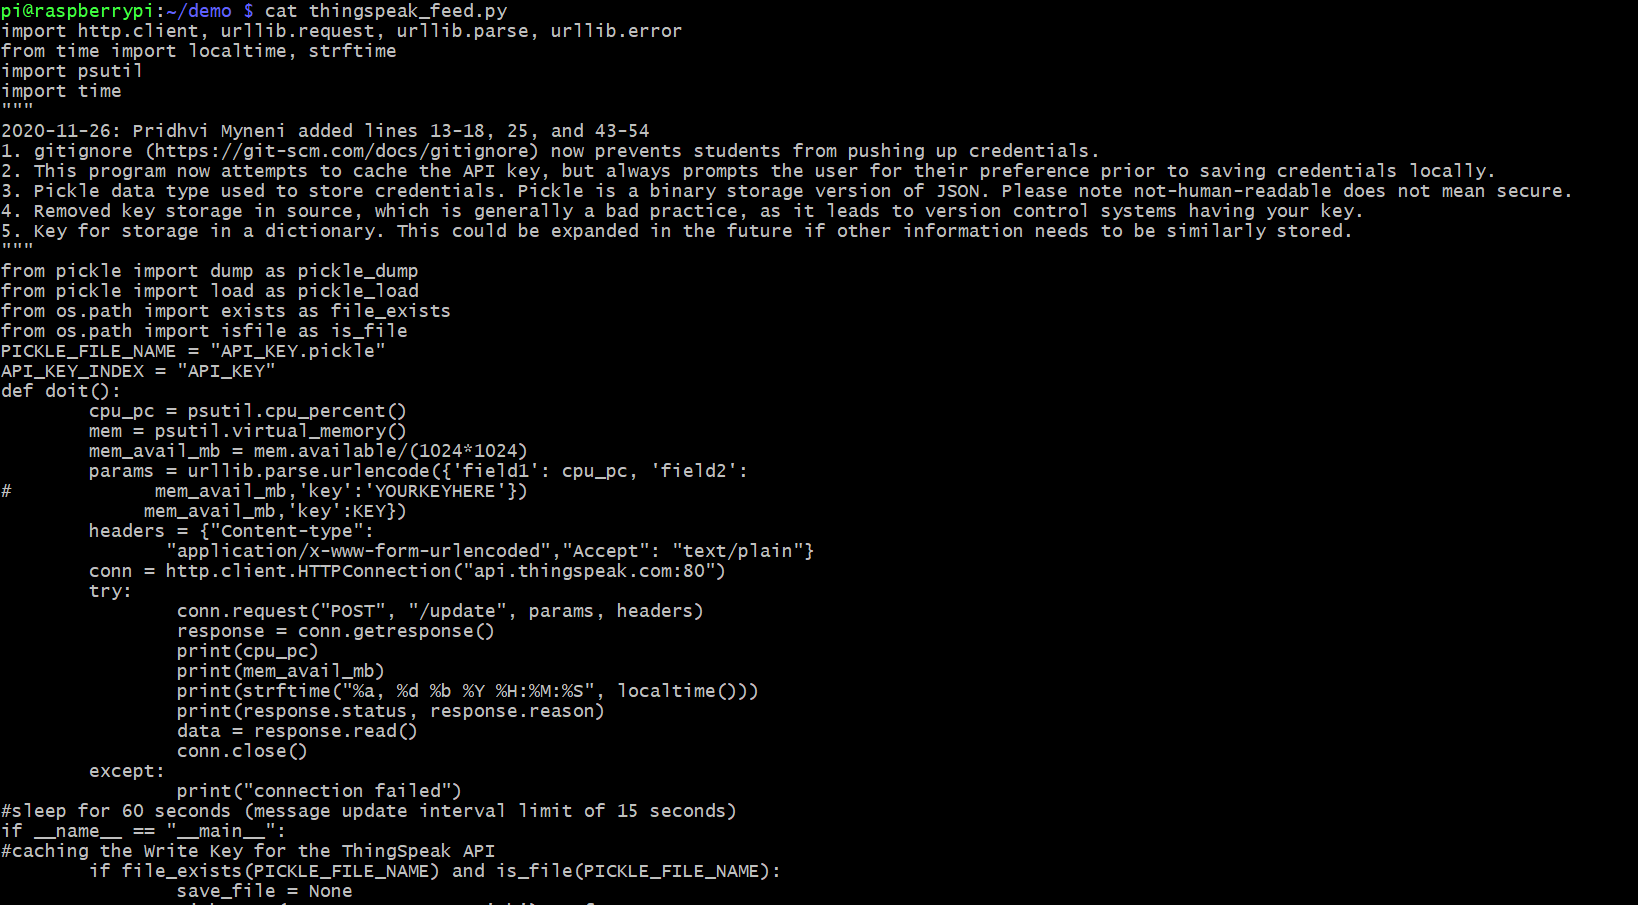 pi@raspberrypi:~/demo $ cat thingspeak_feed.py
import http.client, urllib.request, urllib.parse, urllib.error
from time import localtime, strftime
import psutil
import time
"""
2020-11-26: Pridhvi Myneni added lines 13-18, 25, and 43-54
1. gitignore (https://git-scm.com/docs/gitignore) now prevents students from pushing up credentials.
2. This program now attempts to cache the API key, but always prompts the user for their preference prior to saving credentials locally.
3. Pickle data type used to store credentials. Pickle is a binary storage version of JSON. Please note not-human-readable does not mean secure.
4. Removed key storage in source, which is generally a bad practice, as it leads to version control systems having your key.
5. Key for storage in a dictionary. This could be expanded in the future if other information needs to be similarly stored.
"""
from pickle import dump as pickle_dump
from pickle import load as pickle_load
from os.path import exists as file_exists
from os.path import isfile as is_file
PICKLE_FILE_NAME = "API_KEY.pickle"
API_KEY_INDEX = "API_KEY"
def doit():
        cpu_pc = psutil.cpu_percent()
        mem = psutil.virtual_memory()
        mem_avail_mb = mem.available/(1024*1024)
        params = urllib.parse.urlencode({'field1': cpu_pc, 'field2':
#             mem_avail_mb,'key':'YOURKEYHERE'})
             mem_avail_mb,'key':KEY})
        headers = {"Content-type":
               "application/x-www-form-urlencoded","Accept": "text/plain"}
        conn = http.client.HTTPConnection("api.thingspeak.com:80")
        try:
                conn.request("POST", "/update", params, headers)
                response = conn.getresponse()
                print(cpu_pc)
                print(mem_avail_mb)
                print(strftime("%a, %d %b %Y %H:%M:%S", localtime()))
                print(response.status, response.reason)
                data = response.read()
                conn.close()
        except:
                print("connection failed")
#sleep for 60 seconds (message update interval limit of 15 seconds)
if __name__ == "__main__":
#caching the Write Key for the ThingSpeak API
        if file_exists(PICKLE_FILE_NAME) and is_file(PICKLE_FILE_NAME):
                save_file = None